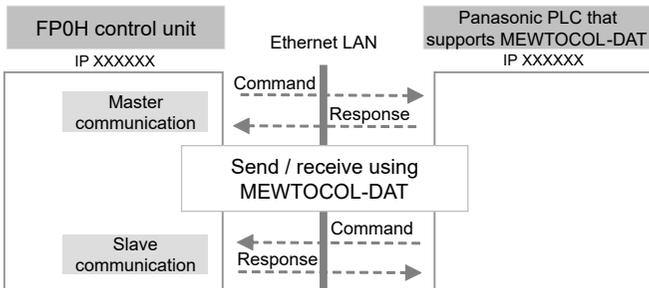 FP0H control unit
Panasonic PLC that
supports MEWTOCOL-DAT
Ethernet LAN
IP XXXXXX
IP XXXXXX
Command
Master
communication
Response
Send / receive using
MEWTOCOL-DAT
Command
Slave
communication
Response